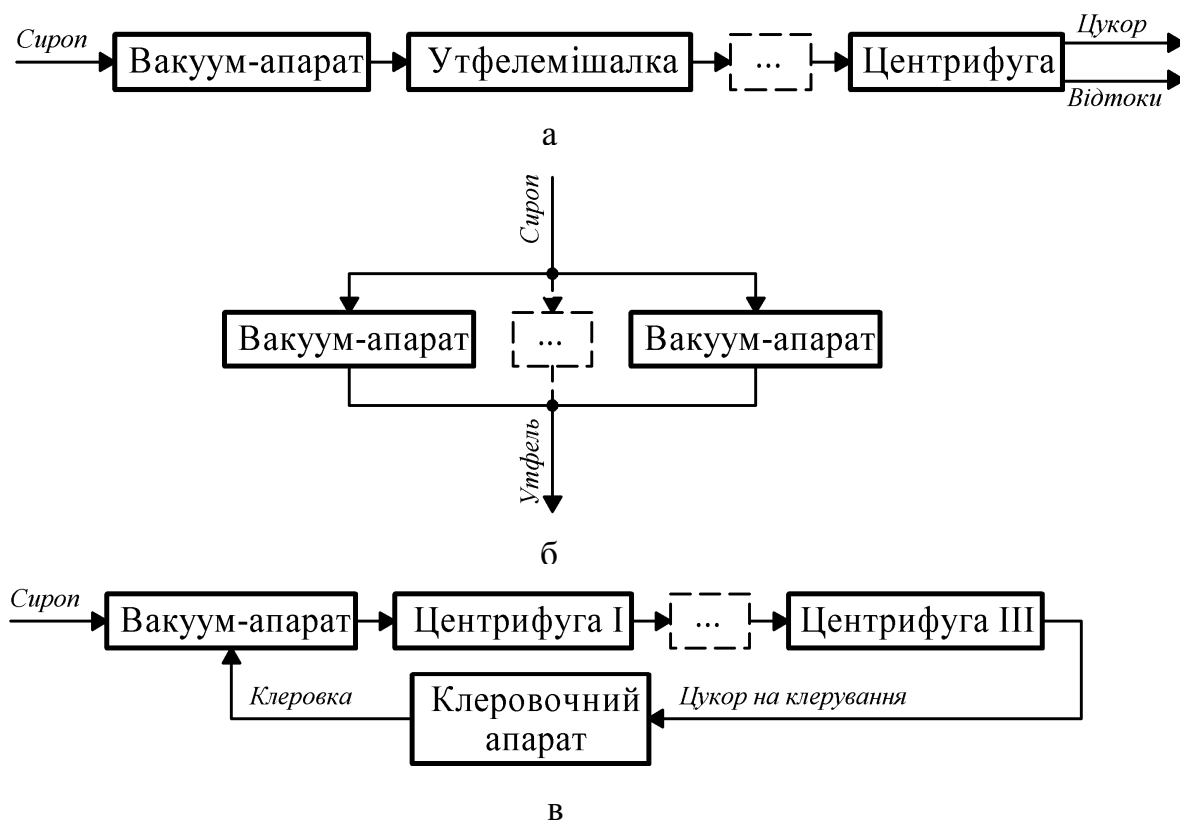 Сироп
Вакуум-апарат
Утфелемішалка
...
Центрифуга
Цукор
Відтоки
а
Сироп
Вакуум-апарат
...
Вакуум-апарат
Утфель
б
Сироп
Вакуум-апарат
Центрифуга I
...
Центрифуга III
Клеровка
Клеровочний
апарат
Цукор на клерування
в